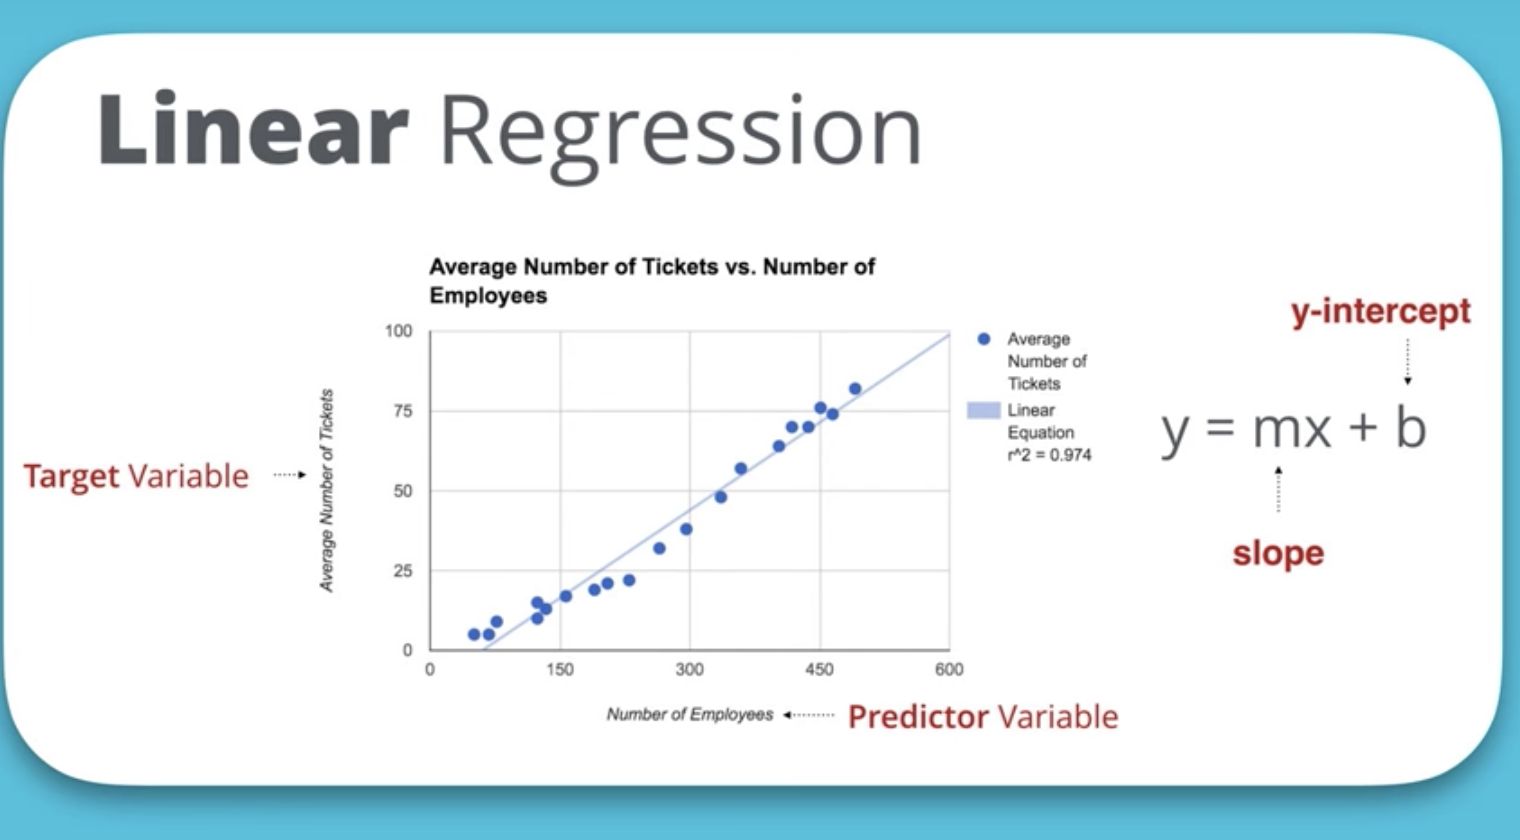 Linear Regression
Average Number of Tickets vs. Number of
Employees
Target Variable
Average Number of Tickets
100
75
50
25
0
0
150
300
450
600
Number of Employees
Predictor Variable
Average
Number of
Tickets
Linear
Equation
r^2 = 0.974
y-intercept
y = mx + b
slope